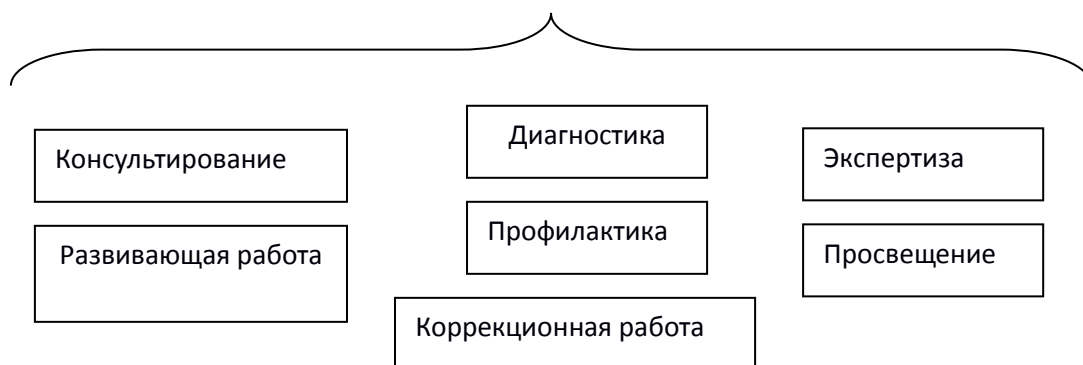 Диагностика
Консультирование
Экспертиза
Профилактика
Развивающая работа
Просвещение
Коррекционная работа